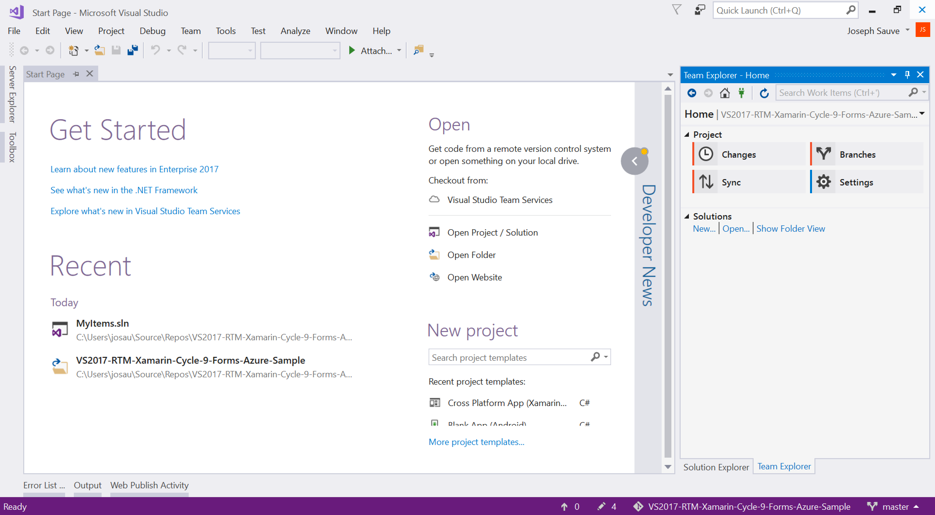 Start Page - Microsoft Visual Studio
Quick Launch (Ctrl+Q)
File Edit View Project Debug Team Tools Test Analyze Window Help
Joseph Sauve
JS
Attach...
Server Explorer
Toolbox
Start Page
Get Started
Learn about new features in Enterprise 2017
See what's new in the .NET Framework
Explore what's new in Visual Studio Team Services
Recent
Today
MyItems.sln
C:\Users\josau\Source\Repos\VS2017-RTM-Xamarin-Cycle-9-Forms-A...
VS2017-RTM-Xamarin-Cycle-9-Forms-Azure-Sample
C:\Users\josau\Source\Repos\VS2017-RTM-Xamarin-Cycle-9-Forms-A...
Open
Get code from a remote version control system
or open something on your local drive.
Checkout from:
Visual Studio Team Services
Open Project / Solution
Open Folder
Open Website
New project
Search project templates
Recent project templates:
Cross Platform App (Xamarin... C#
Blank App (Android) C#
More project templates...
Developer News
Team Explorer - Home
Search Work Items (Ctrl+')
Home | VS2017-RTM-Xamarin-Cycle-9-Forms-Azure-Sam...
Project
Changes
Branches
Sync
Settings
Solutions
New... | Open... | Show Folder View
Solution Explorer Team Explorer
Error List ... Output Web Publish Activity
Ready
0 4 VS2017-RTM-Xamarin-Cycle-9-Forms-Azure-Sample master